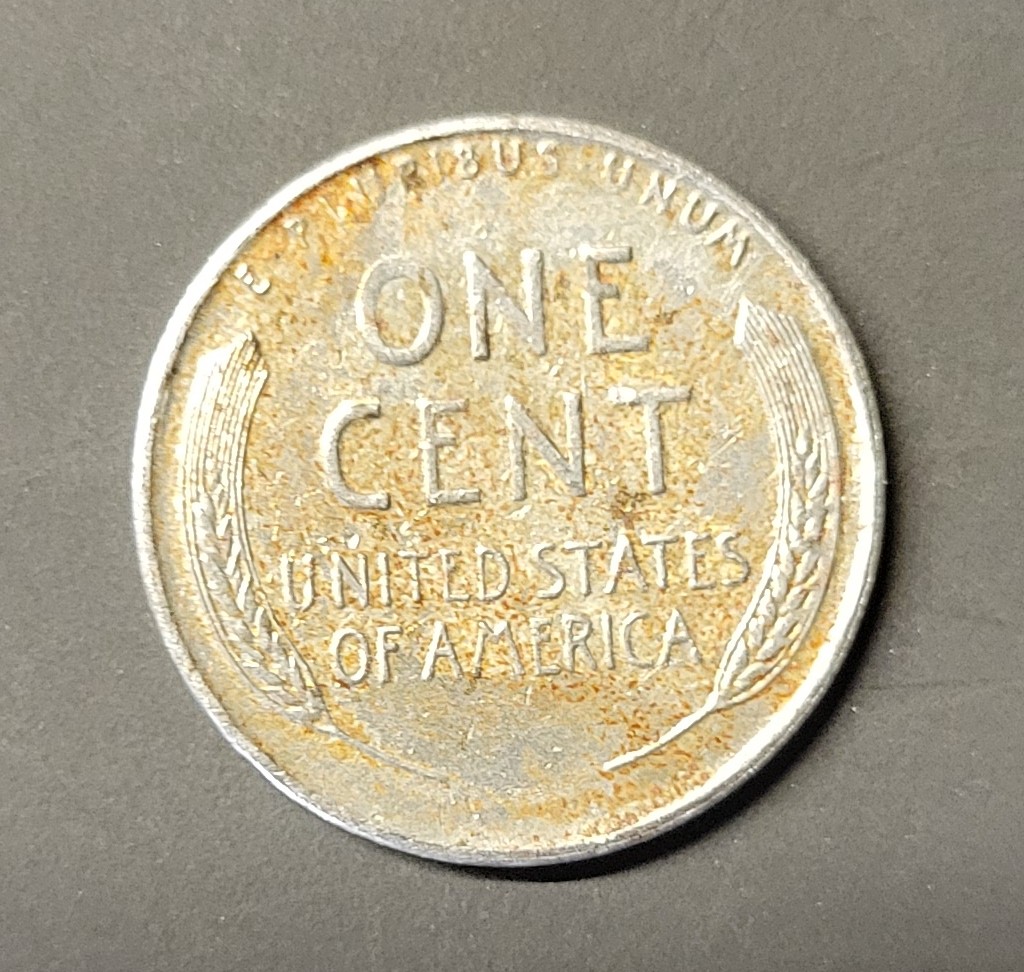 E PLURIBUS UNUM
ONE
CENT
UNITED STATES
OF AMERICA